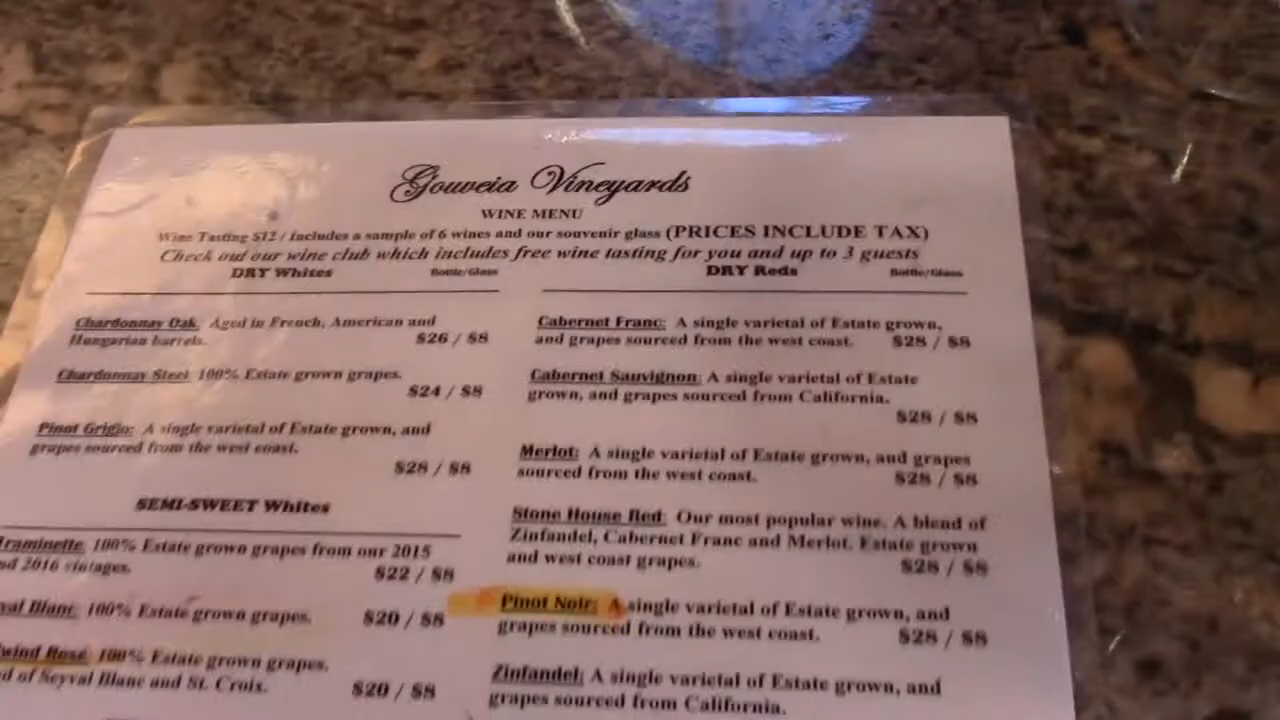 Gouveia Vineyards
WINE MENU
Wine Tasting $12 / includes a sample of 6 wines and our souvenir glass (PRICES INCLUDE TAX)
Check out our wine club which includes free wine tasting for you and up to 3 guests
DRY Whites Bottle/Glass
Chardonnay Oak: Aged in French, American and
Hungarian barrels. $26 / $8
Chardonnay Steel: 100% Estate grown grapes.
$24 / $8
Pinot Grigio: A single varietal of Estate grown, and
grapes sourced from the west coast.
$28 / $8
SEMI-SWEET Whites
Traminette: 100% Estate grown grapes from our 2015
2016 vintages. $22 / $8
Blanc: 100% Estate grown grapes. $20 / $8
Rosé: 100% Estate grown grapes.
of Seyval Blanc and St. Croix. $20 / $8
DRY Reds Bottle/Glass
Cabernet Franc: A single varietal of Estate grown,
and grapes sourced from the west coast. $28 / $8
Cabernet Sauvignon: A single varietal of Estate
grown, and grapes sourced from California.
$28 / $8
Merlot: A single varietal of Estate grown, and grapes
sourced from the west coast. $28 / $8
Stone House Red: Our most popular wine. A blend of
Zinfandel, Cabernet Franc and Merlot. Estate grown
and west coast grapes. $28 / $8
Pinot Noir: A single varietal of Estate grown, and
grapes sourced from the west coast. $28 / $8
Zinfandel: A single varietal of Estate grown, and
grapes sourced from California.